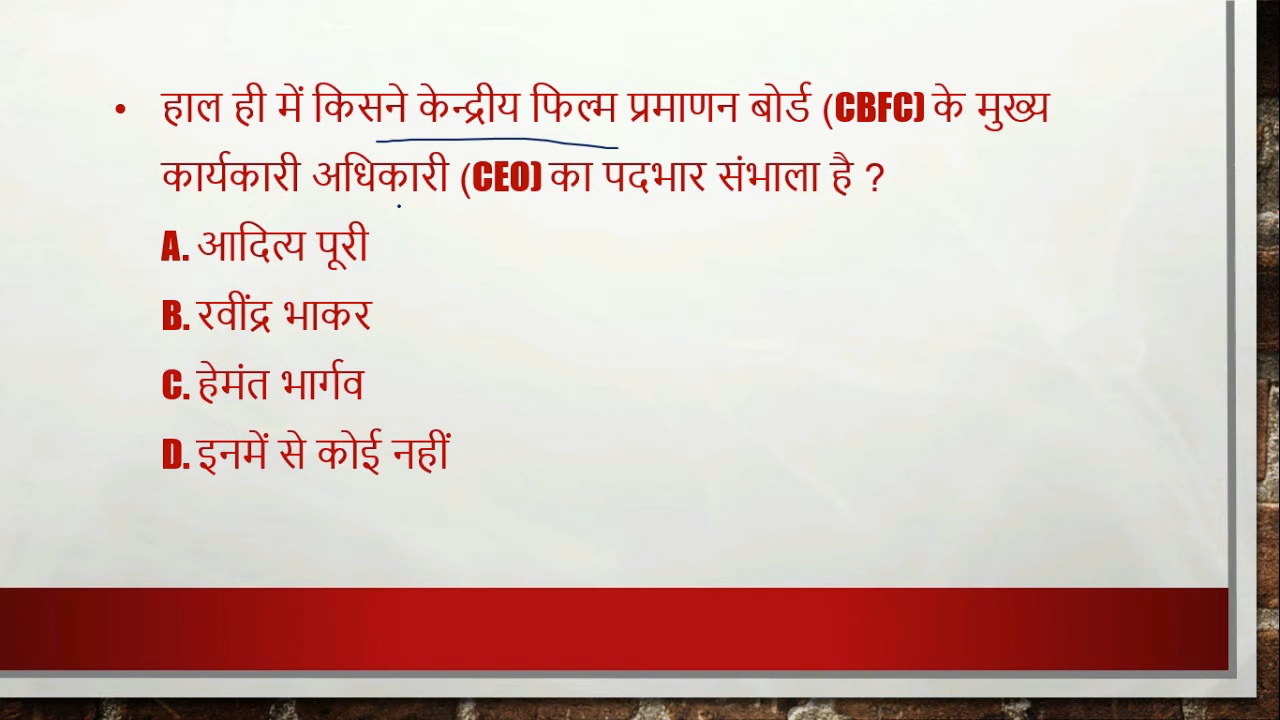 • हाल ही में किसने केन्द्रीय फिल्म प्रमाणन बोर्ड (CBFC) के मुख्य
कार्यकारी अधिकारी (CEO) का पदभार संभाला है ?
A. आदित्य पूरी
B. रवींद्र भाकर
C. हेमंत भार्गव
D. इनमें से कोई नहीं